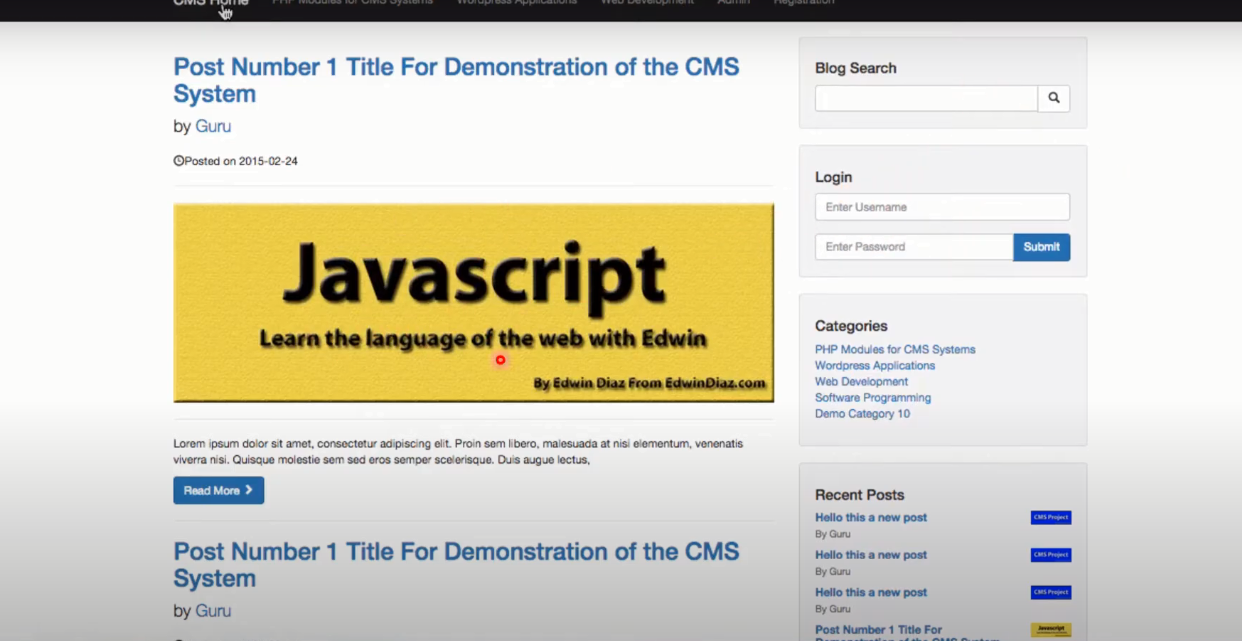 CMS Home PHP Modules for CMS Systems Wordpress Applications Web Development Admin Registration
Post Number 1 Title For Demonstration of the CMS
System
by Guru
Posted on 2015-02-24
Javascript
Learn the language of the web with Edwin
By Edwin Diaz From EdwinDiaz.com
Lorem ipsum dolor sit amet, consectetur adipiscing elit. Proin sem libero, malesuada at nisi elementum, venenatis
viverra nisi. Quisque molestie sem sed eros semper scelerisque. Duis augue lectus,
Read More
Post Number 1 Title For Demonstration of the CMS
System
by Guru
Blog Search
Login
Enter Username
Enter Password Submit
Categories
PHP Modules for CMS Systems
Wordpress Applications
Web Development
Software Programming
Demo Category 10
Recent Posts
Hello this a new post CMS Project
By Guru
Hello this a new post CMS Project
By Guru
Hello this a new post CMS Project
By Guru
Post Number 1 Title For Javascript
Demonstration of the CMS System